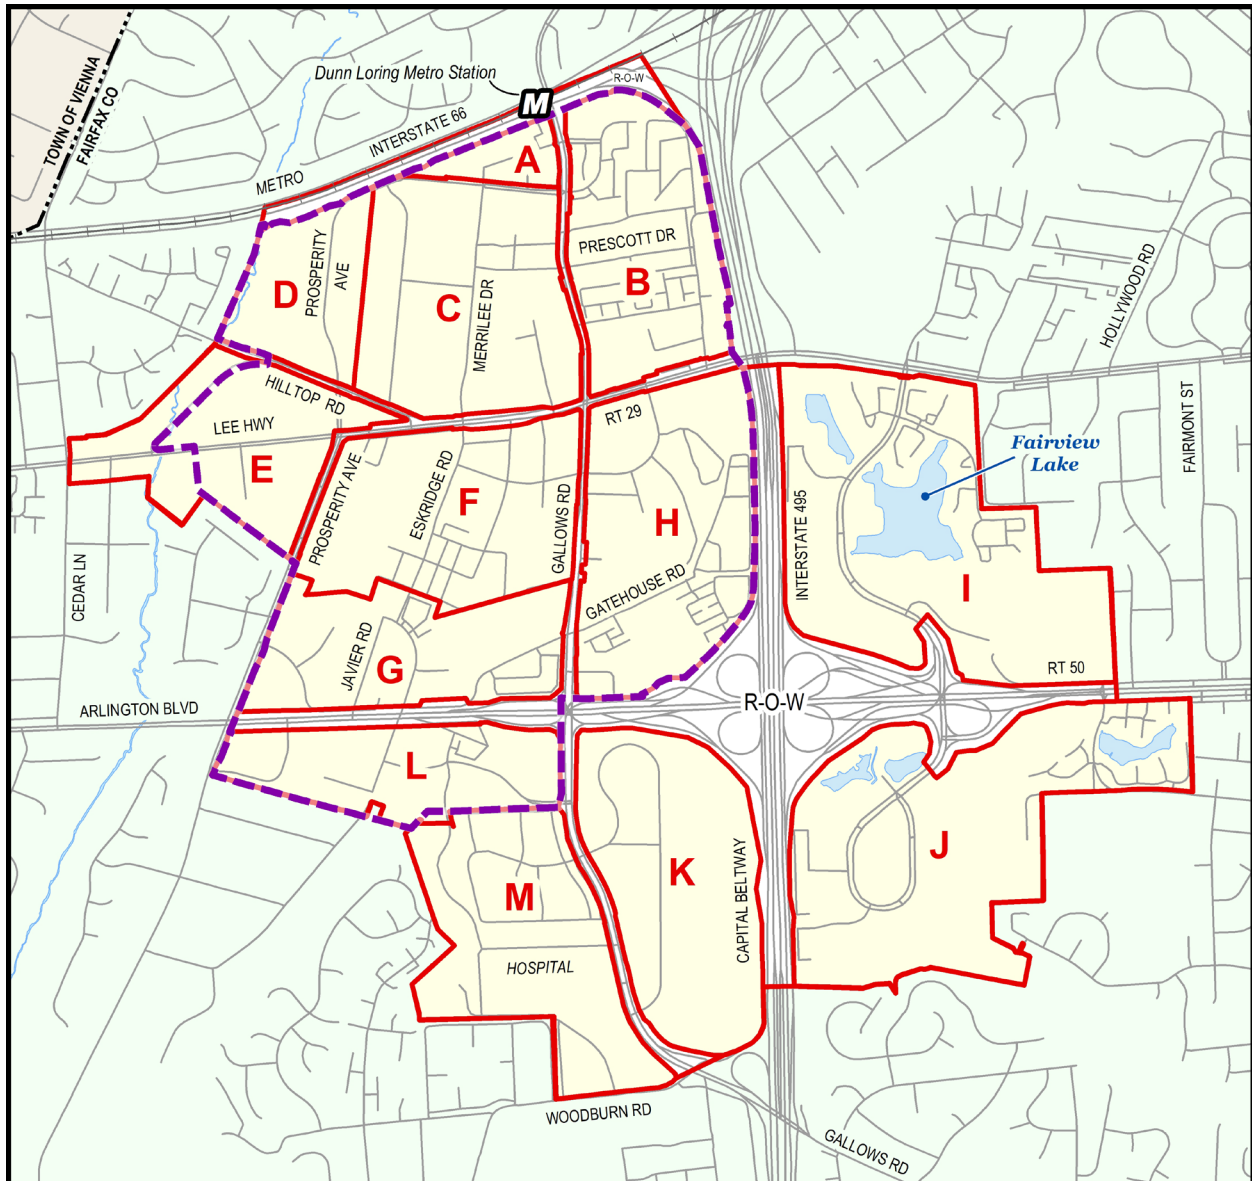 TOWN OF VIENNA
FAIRFAX CO
Dunn Loring Metro Station
M
R-O-W
INTERSTATE 66
METRO
A
PRESCOTT DR
B
PROSPERITY
AVE
D
C
MERRILEE DR
HOLLYWOOD RD
HILLTOP RD
LEE HWY
RT 29
E
FAIRMONT ST
Fairview
Lake
PROSPERITY AVE
ESKRIDGE RD
F
GALLOWS RD
H
INTERSTATE 495
CEDAR LN
GATEHOUSE RD
I
JAVIER RD
G
RT 50
ARLINGTON BLVD
R-O-W
L
K
J
CAPITAL BELTWAY
M
HOSPITAL
WOODBURN RD
GALLOWS RD